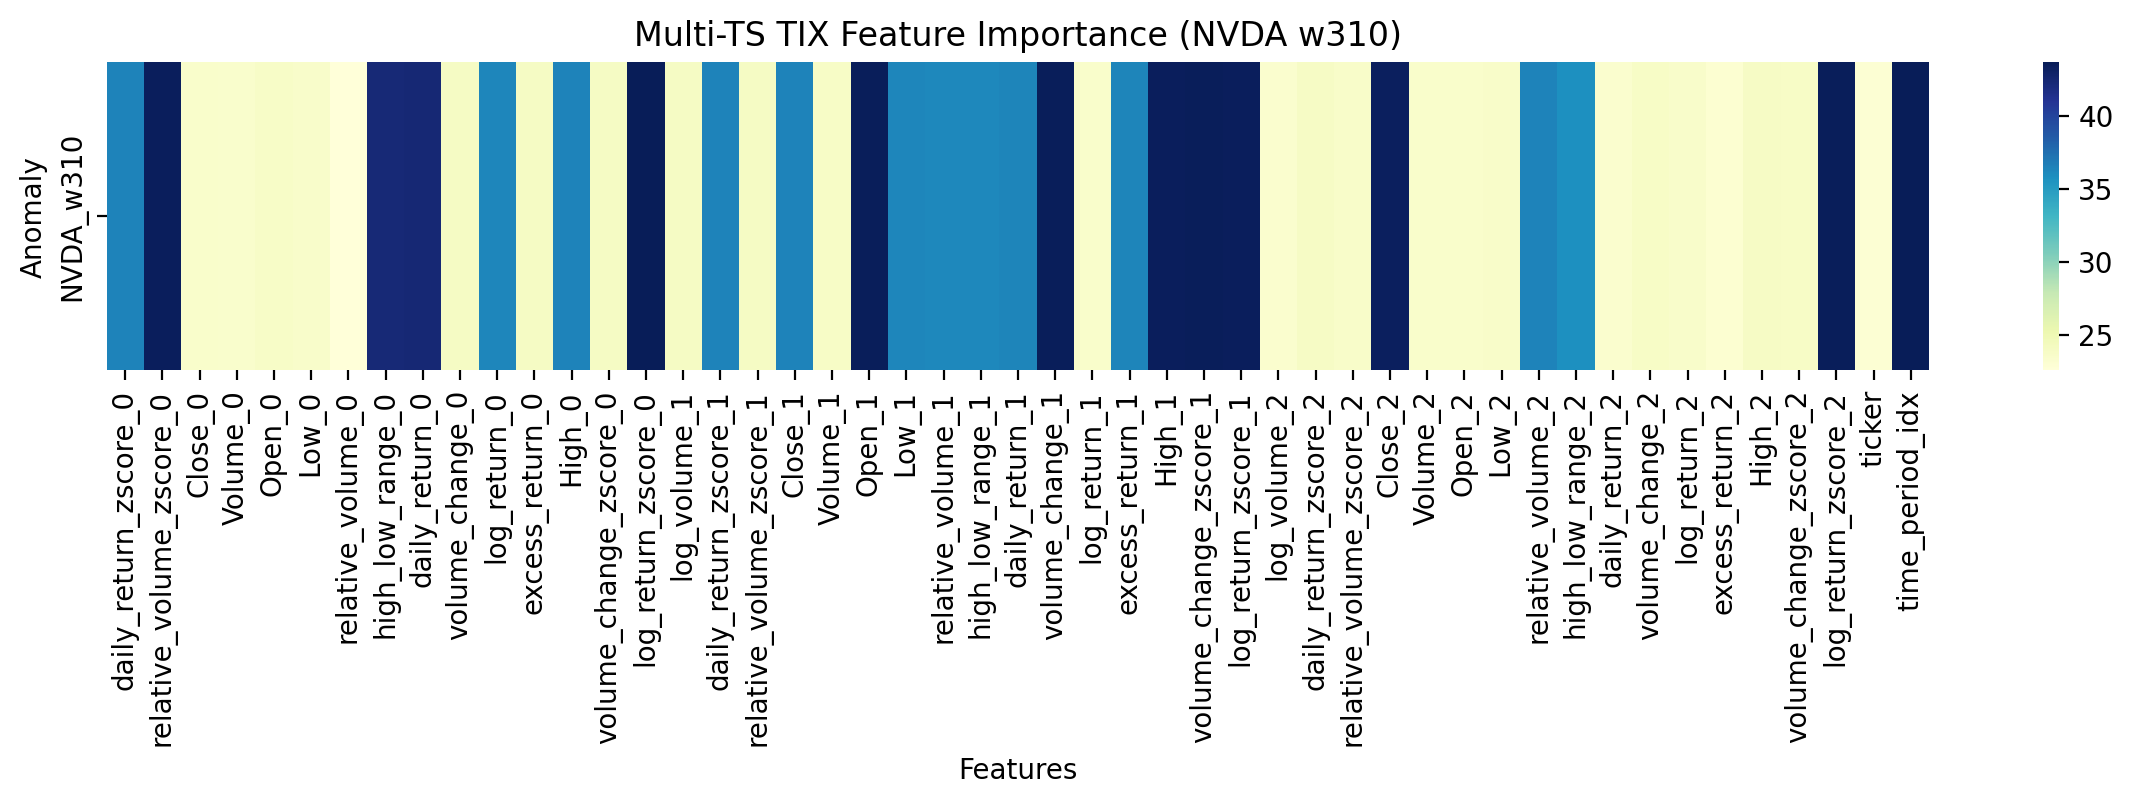 Multi-TS TIX Feature Importance (NVDA w310)
Anomaly
NVDA_w310
40
35
30
25
daily_return_zscore_0
relative_volume_zscore_0
Close_0
Volume_0
Open_0
Low_0
relative_volume_0
high_low_range_0
daily_return_0
volume_change_0
log_return_0
excess_return_0
High_0
volume_change_zscore_0
log_return_zscore_0
log_volume_1
daily_return_zscore_1
relative_volume_zscore_1
Close_1
Volume_1
Open_1
Low_1
relative_volume_1
high_low_range_1
daily_return_1
volume_change_1
log_return_1
excess_return_1
High_1
volume_change_zscore_1
log_return_zscore_1
log_volume_2
daily_return_zscore_2
relative_volume_zscore_2
Close_2
Volume_2
Open_2
Low_2
relative_volume_2
high_low_range_2
daily_return_2
volume_change_2
log_return_2
excess_return_2
High_2
volume_change_zscore_2
log_return_zscore_2
ticker
time_period_idx
Features